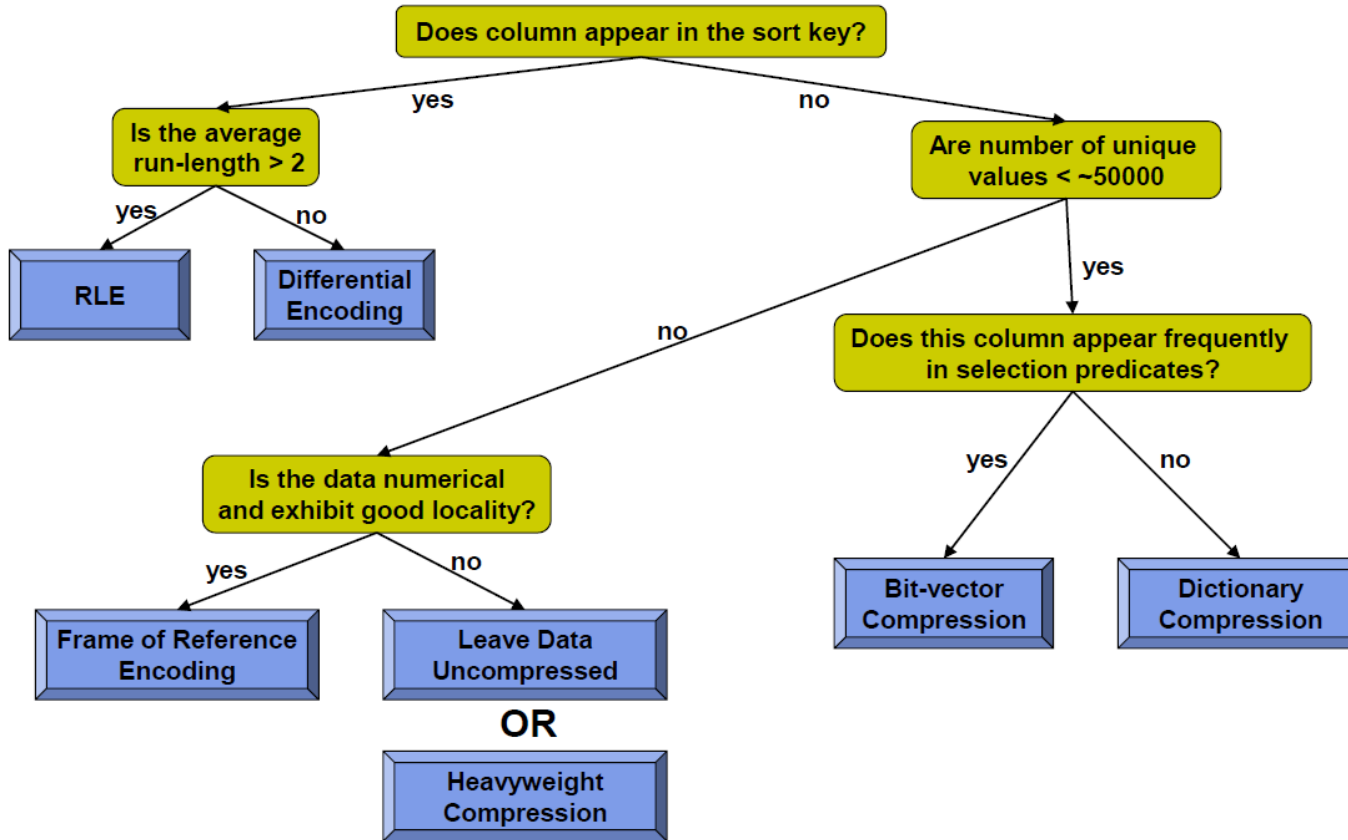 Does column appear in the sort key?
yes
no
Is the average
run-length > 2
Are number of unique
values < ~50000
yes
no
RLE
Differential
Encoding
no
yes
Does this column appear frequently
in selection predicates?
Is the data numerical
and exhibit good locality?
yes
no
yes
no
Bit-vector
Compression
Dictionary
Compression
Frame of Reference
Encoding
Leave Data
Uncompressed
OR
Heavyweight
Compression